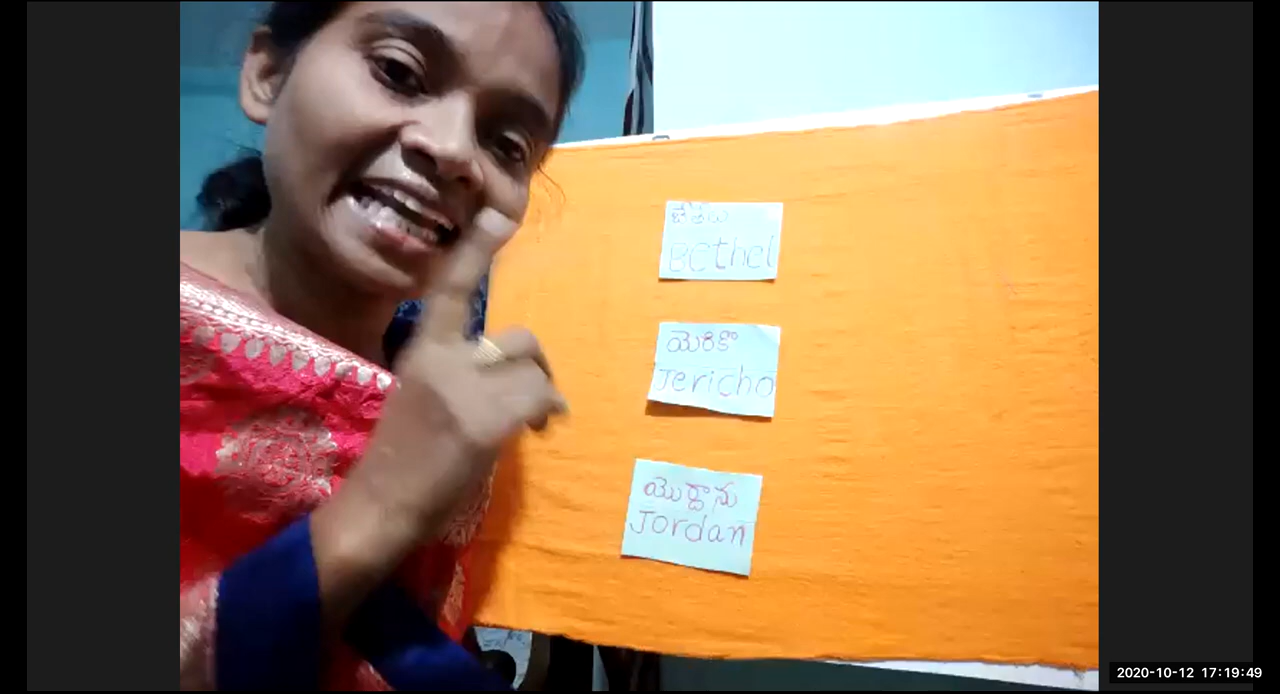 బేతేలు
Bethel
యెరికో
Jericho
యొర్దాను
Jordan
2020-10-12 17:19:49